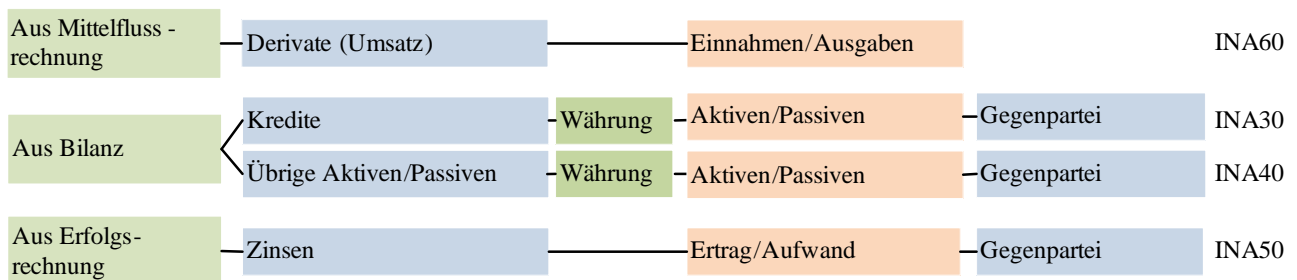 Aus Mittelfluss -
rechnung
Derivate (Umsatz)
Einnahmen/Ausgaben
INA60
Aus Bilanz
Kredite
Währung
Aktiven/Passiven
Gegenpartei
INA30
Übrige Aktiven/Passiven
Währung
Aktiven/Passiven
Gegenpartei
INA40
Aus Erfolgs-
rechnung
Zinsen
Ertrag/Aufwand
Gegenpartei
INA50